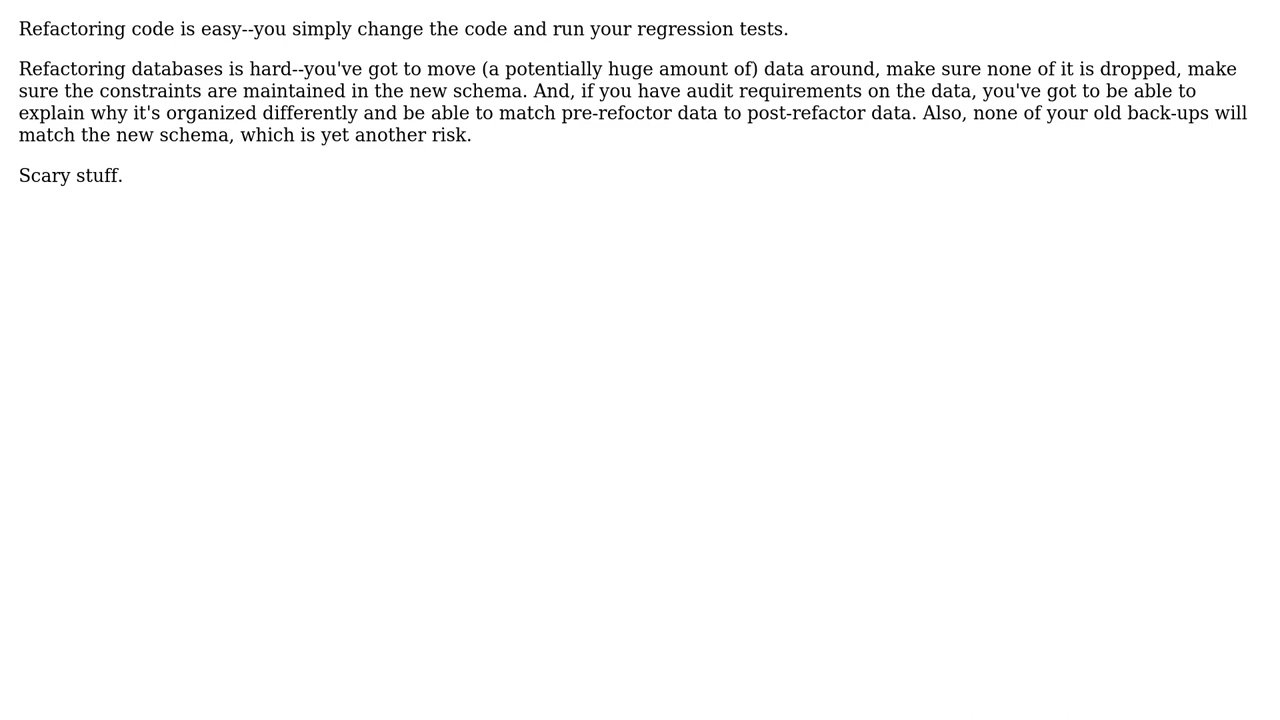 Refactoring code is easy--you simply change the code and run your regression tests.
Refactoring databases is hard--you've got to move (a potentially huge amount of) data around, make sure none of it is dropped, make
sure the constraints are maintained in the new schema. And, if you have audit requirements on the data, you've got to be able to
explain why it's organized differently and be able to match pre-refoctor data to post-refactor data. Also, none of your old back-ups will
match the new schema, which is yet another risk.
Scary stuff.